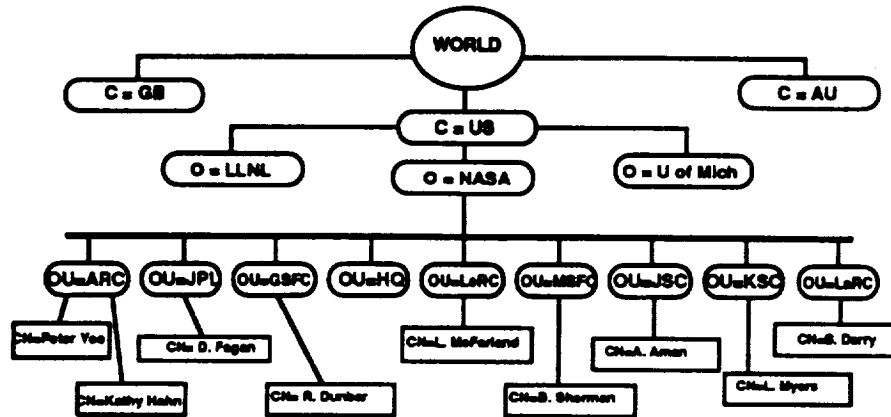 WORLD
C = GB
C = AU
C = US
O = LLNL
O = NASA
O = U of Mich
OU=ARC
OU=JPL
OU=GSFC
OU=HQ
OU=LeRC
OU=MSFC
OU=JSC
OU=KSC
OU=LaRC
CN=Peter Yee
CN= D. Fagan
CN=L. McFarland
CN=A. Aman
CN=S. Derry
CN=Kathy Hahn
CN= R. Dunbar
CN=B. Sherman
CN=L. Myers